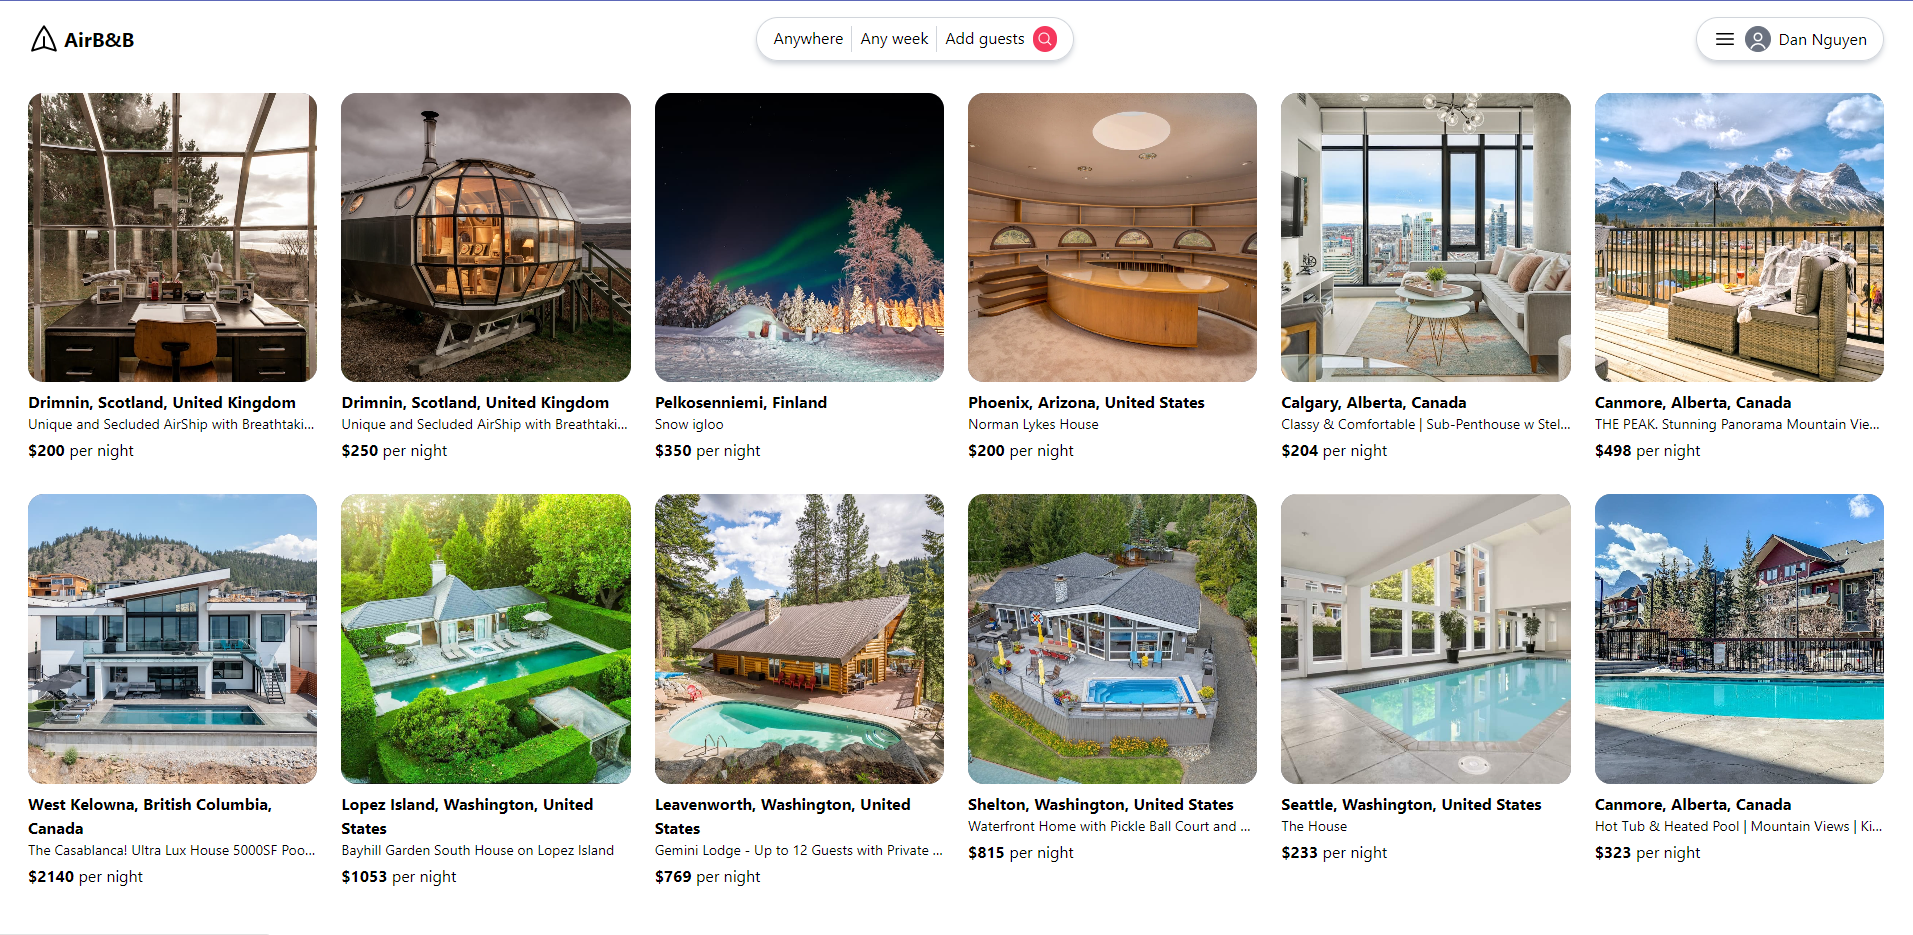 AirB&B
Anywhere
Any week
Add guests
Dan Nguyen
Drimnin, Scotland, United Kingdom
Unique and Secluded AirShip with Breathtaki...
$200 per night
Drimnin, Scotland, United Kingdom
Unique and Secluded AirShip with Breathtaki...
$250 per night
Pelkosenniemi, Finland
Snow igloo
$350 per night
Phoenix, Arizona, United States
Norman Lykes House
$200 per night
Calgary, Alberta, Canada
Classy & Comfortable | Sub-Penthouse w Stel...
$204 per night
Canmore, Alberta, Canada
THE PEAK. Stunning Panorama Mountain Vie...
$498 per night
West Kelowna, British Columbia,
Canada
The Casablanca! Ultra Lux House 5000SF Poo...
$2140 per night
Lopez Island, Washington, United
States
Bayhill Garden South House on Lopez Island
$1053 per night
Leavenworth, Washington, United
States
Gemini Lodge - Up to 12 Guests with Private ...
$769 per night
Shelton, Washington, United States
Waterfront Home with Pickle Ball Court and ...
$815 per night
Seattle, Washington, United States
The House
$233 per night
Canmore, Alberta, Canada
Hot Tub & Heated Pool | Mountain Views | Ki...
$323 per night